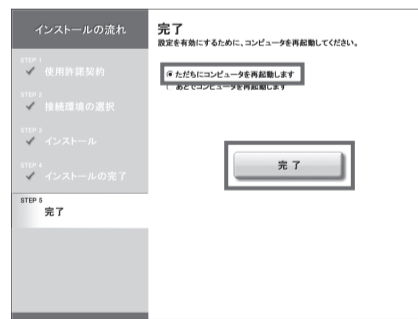 インストールの流れ
STEP 1
使用許諾契約
STEP 2
接続環境の選択
STEP 3
インストール
STEP 4
インストールの完了
STEP 5
完了
完了
設定を有効にするために、コンピュータを再起動してください。
ただちにコンピュータを再起動します
あとでコンピュータを再起動します
完了